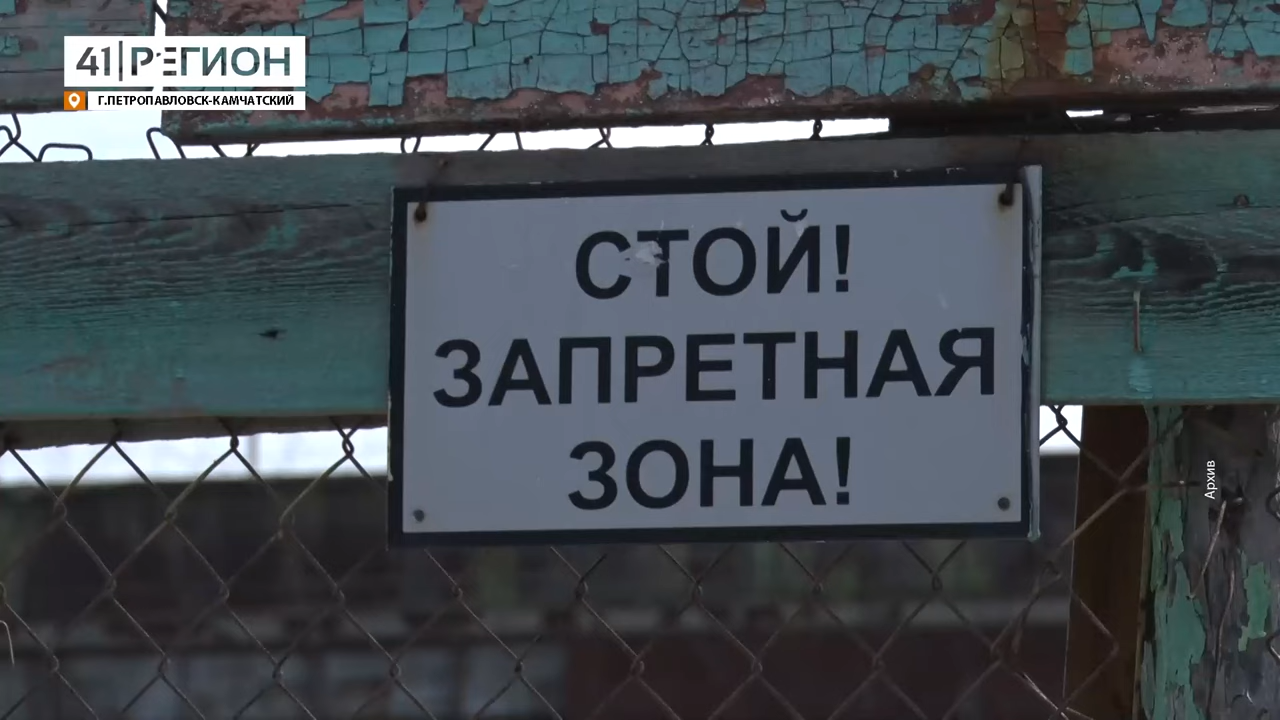 41|РЕГИОН
Г.ПЕТРОПАВЛОВСК-КАМЧАТСКИЙ
СТОЙ!
ЗАПРЕТНАЯ
ЗОНА!
Архив